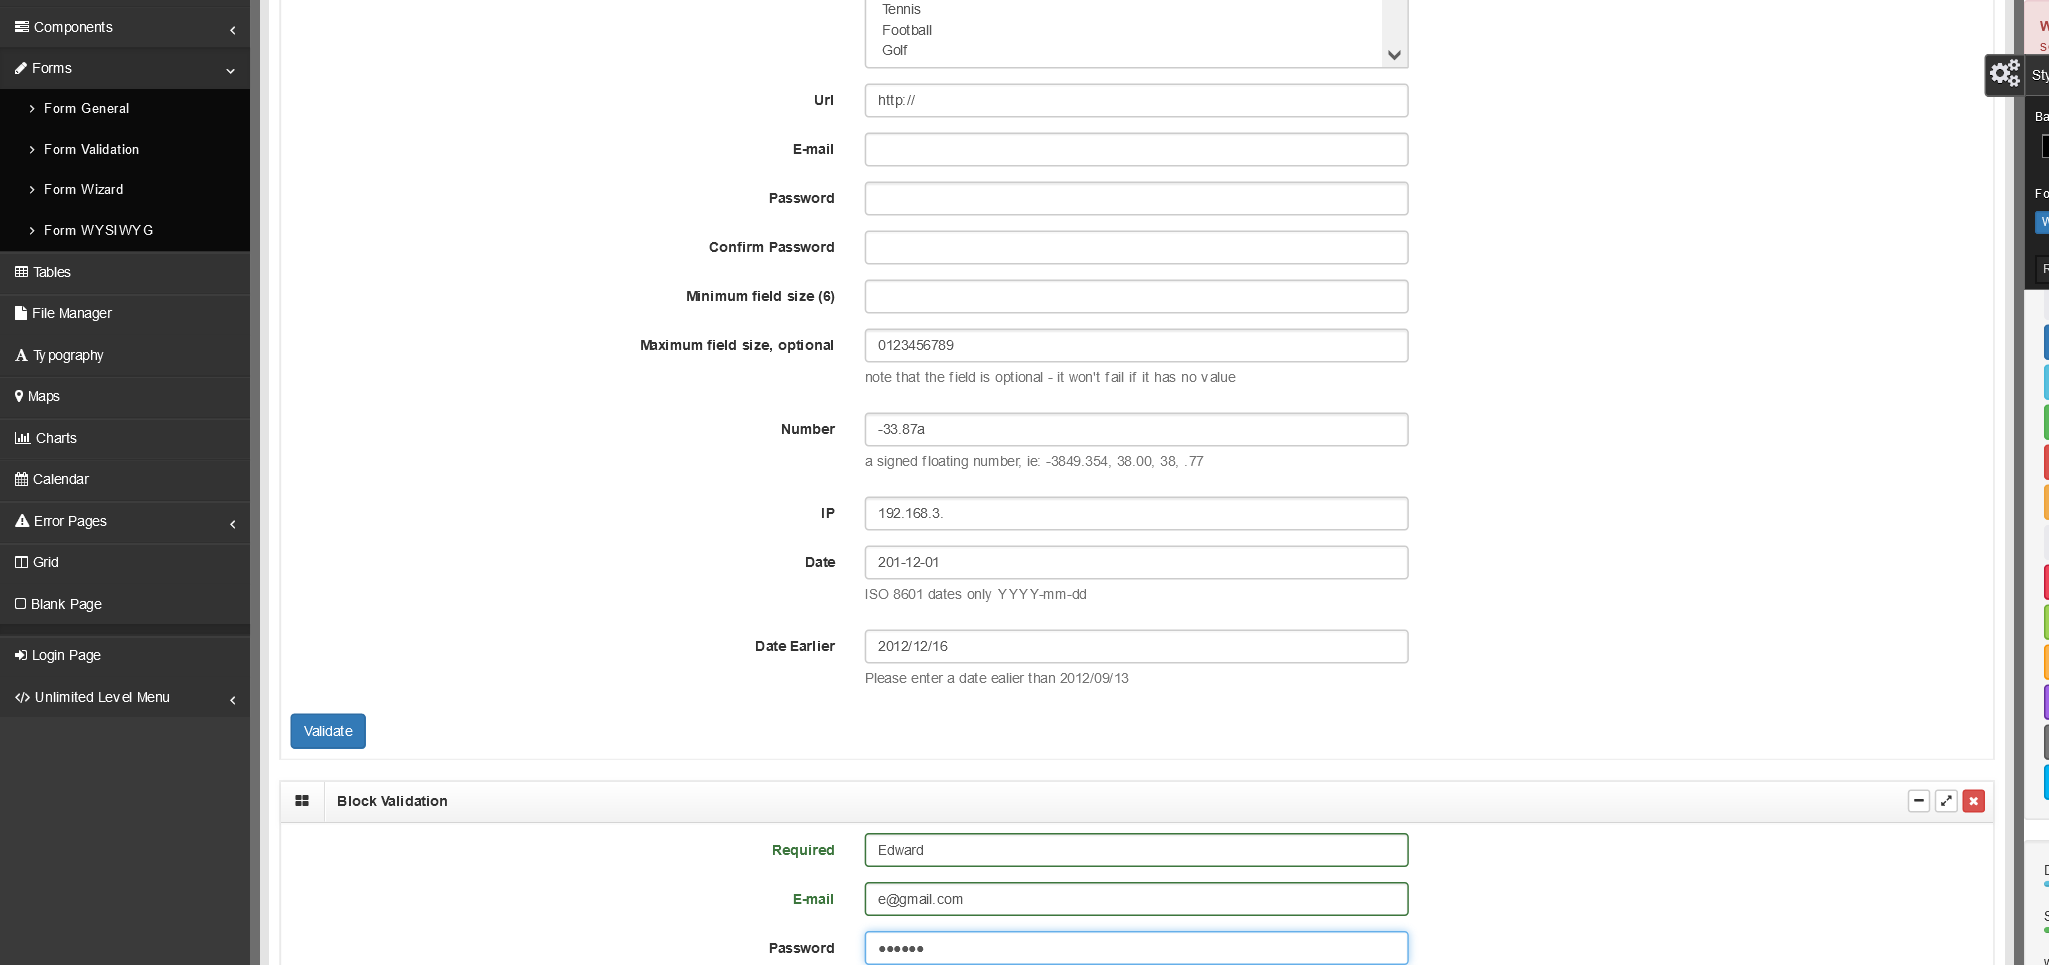 Components
Forms
Form General
Form Validation
Form Wizard
Form WYSIWYG
Tables
File Manager
Typography
Maps
Charts
Calendar
Error Pages
Grid
Blank Page
Login Page
Unlimited Level Menu
Tennis
Football
Golf
Url http://
E-mail
Password
Confirm Password
Minimum field size (6)
Maximum field size, optional 0123456789
note that the field is optional - it won't fail if it has no value
Number -33.87a
a signed floating number, ie: -3849.354, 38.00, 38, .77
IP 192.168.3.
Date 201-12-01
ISO 8601 dates only YYYY-mm-dd
Date Earlier 2012/12/16
Please enter a date ealier than 2012/09/13
Validate
Block Validation
Required Edward
E-mail e@gmail.com
Password ••••••